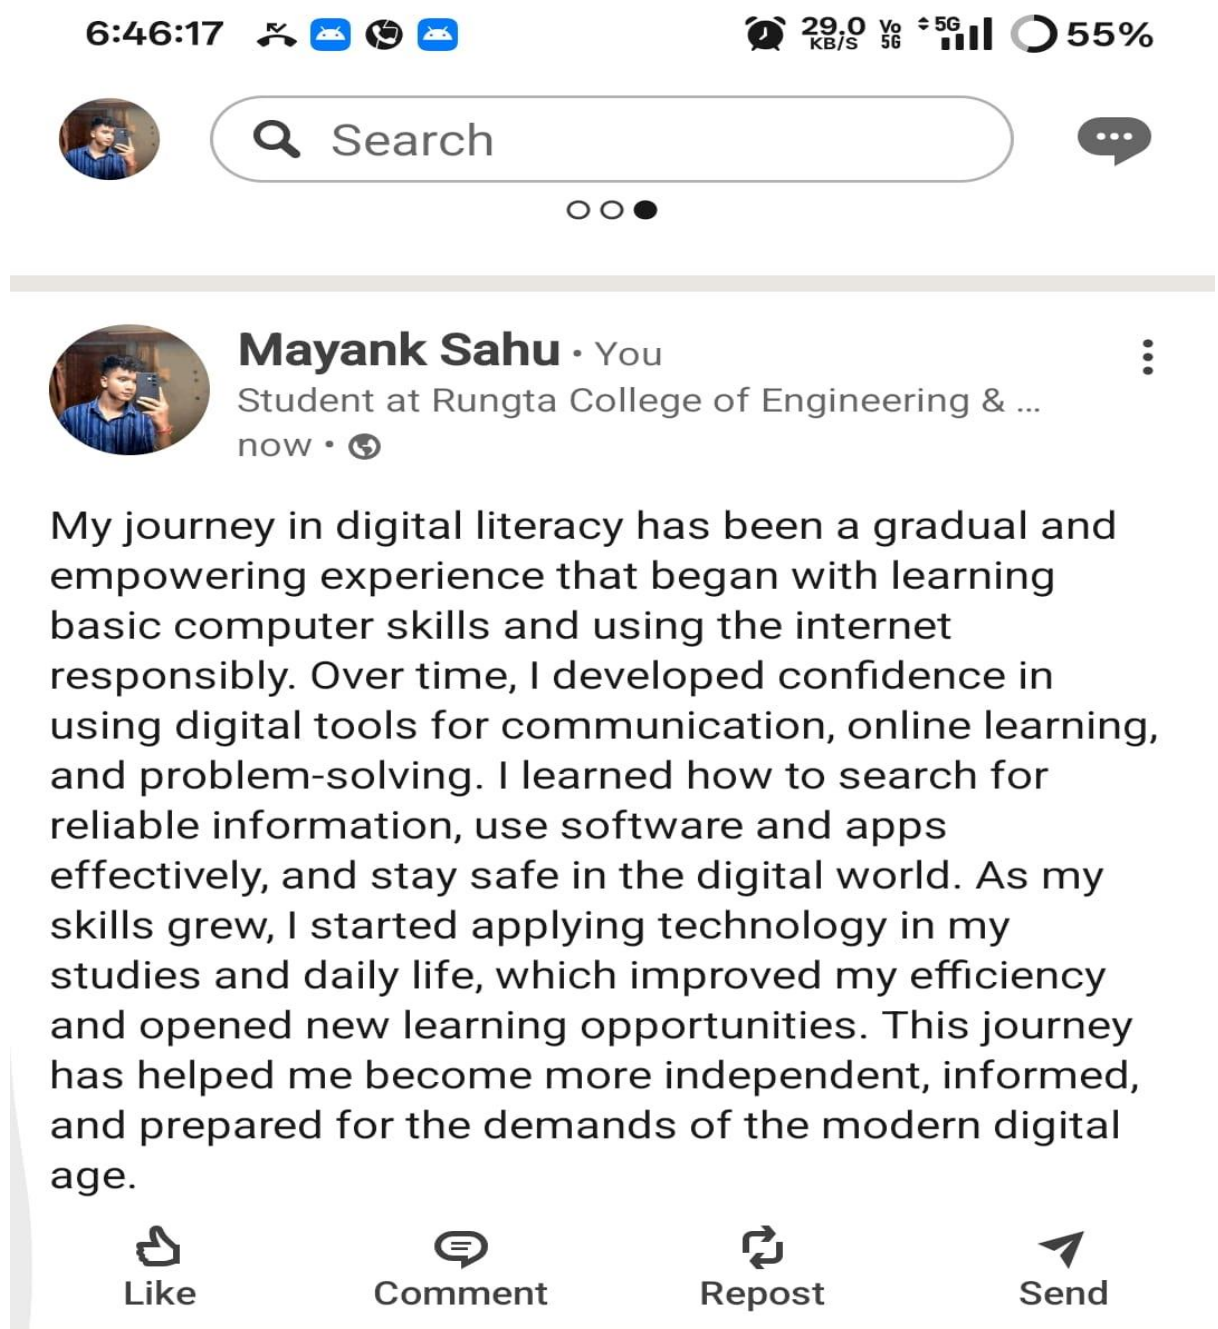 6:46:17 29.0 KB/S Vo 5G 5G 55%
Search
Mayank Sahu • You
Student at Rungta College of Engineering & ...
now •
My journey in digital literacy has been a gradual and
empowering experience that began with learning
basic computer skills and using the internet
responsibly. Over time, I developed confidence in
using digital tools for communication, online learning,
and problem-solving. I learned how to search for
reliable information, use software and apps
effectively, and stay safe in the digital world. As my
skills grew, I started applying technology in my
studies and daily life, which improved my efficiency
and opened new learning opportunities. This journey
has helped me become more independent, informed,
and prepared for the demands of the modern digital
age.
Like Comment Repost Send